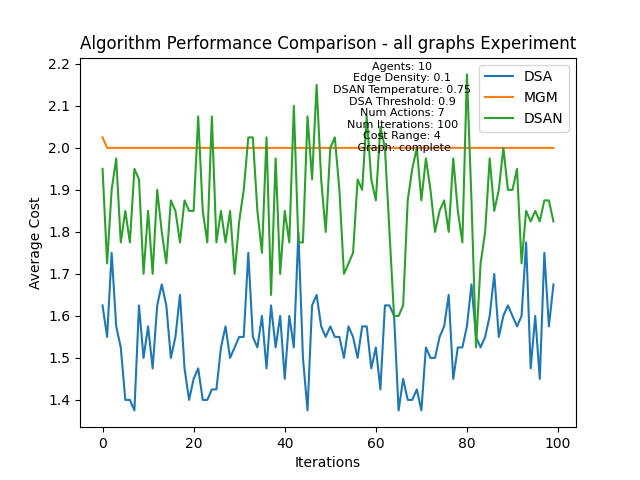 Algorithm Performance Comparison - all graphs Experiment
Agents: 10
Edge Density: 0.1
DSAN Temperature: 0.75
DSA Threshold: 0.9
Num Actions: 7
Num Iterations: 100
Cost Range: 4
Graph: complete
DSA
MGM
DSAN
Average Cost
2.2
2.1
2.0
1.9
1.8
1.7
1.6
1.5
1.4
0
20
40
60
80
100
Iterations